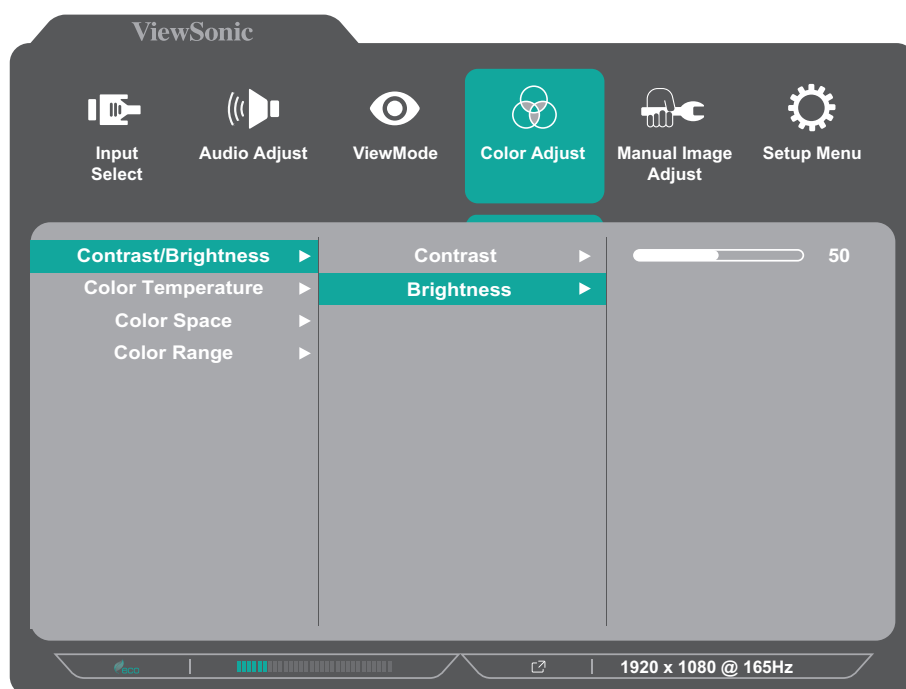 ViewSonic
Input
Select
Audio Adjust
ViewMode
Color Adjust
Manual Image
Adjust
Setup Menu
Contrast/Brightness
Color Temperature
Color Space
Color Range
Contrast
Brightness
50
eco
1920 x 1080 @ 165Hz